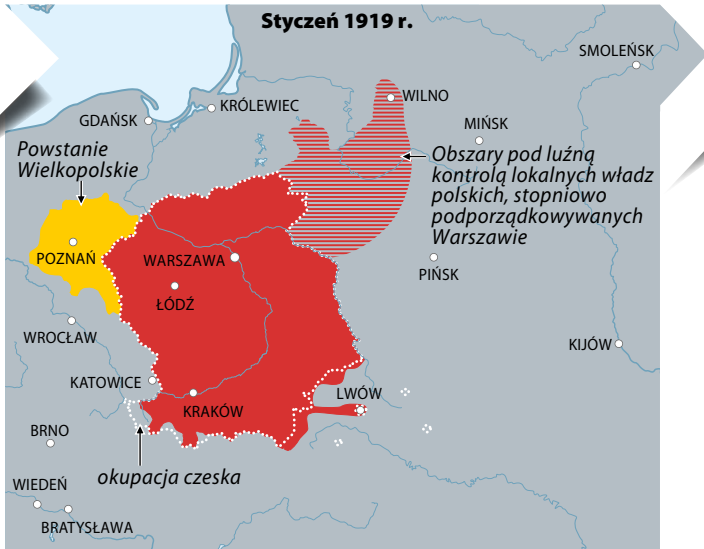 Styczeń 1919 r.
SMOLEŃSK
WILNO
KRÓLEWIEC
GDAŃSK
MIŃSK
Powstanie
Wielkopolskie
Obszary pod luźną
kontrolą lokalnych władz
polskich, stopniowo
podporządkowywanych
Warszawie
POZNAŃ
WARSZAWA
PIŃSK
ŁÓDŹ
WROCŁAW
KIJÓW
KATOWICE
LWÓW
KRAKÓW
BRNO
okupacja czeska
WIEDEŃ
BRATYSŁAWA